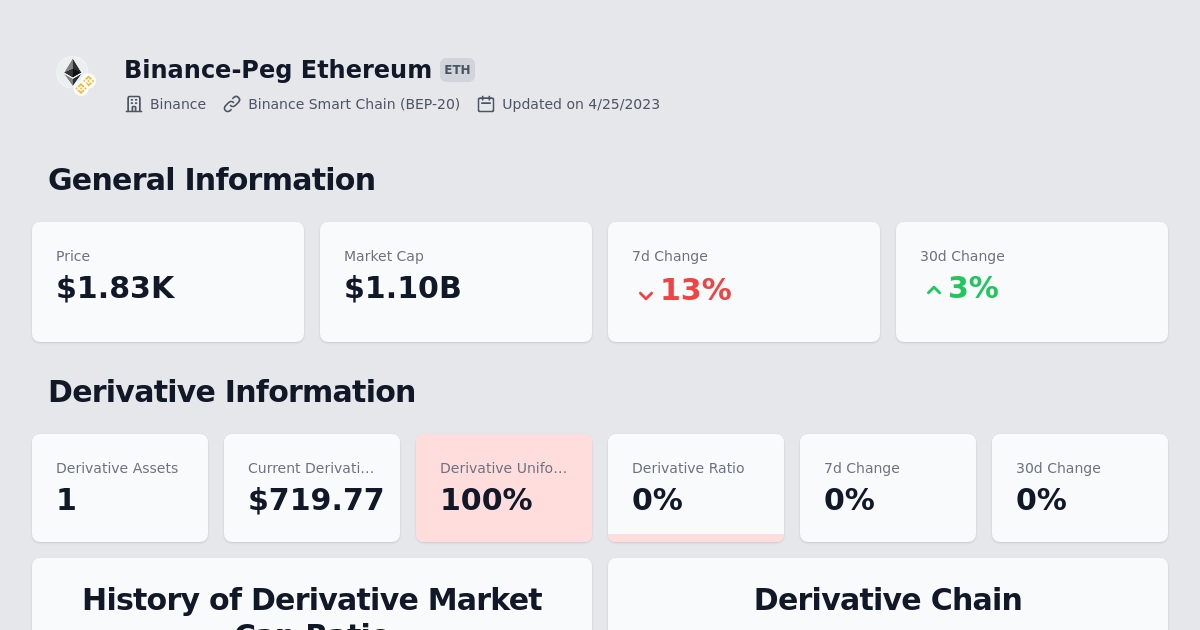 Binance-Peg Ethereum ETH
Binance Binance Smart Chain (BEP-20) Updated on 4/25/2023
General Information
Price Market Cap 7d Change 30d Change
$1.83K $1.10B 13% 3%
Derivative Information
Derivative Assets Current Derivati... Derivative Unifo... Derivative Ratio 7d Change 30d Change
1 $719.77 100% 0% 0% 0%
History of Derivative Market Derivative Chain
Cap Ratio